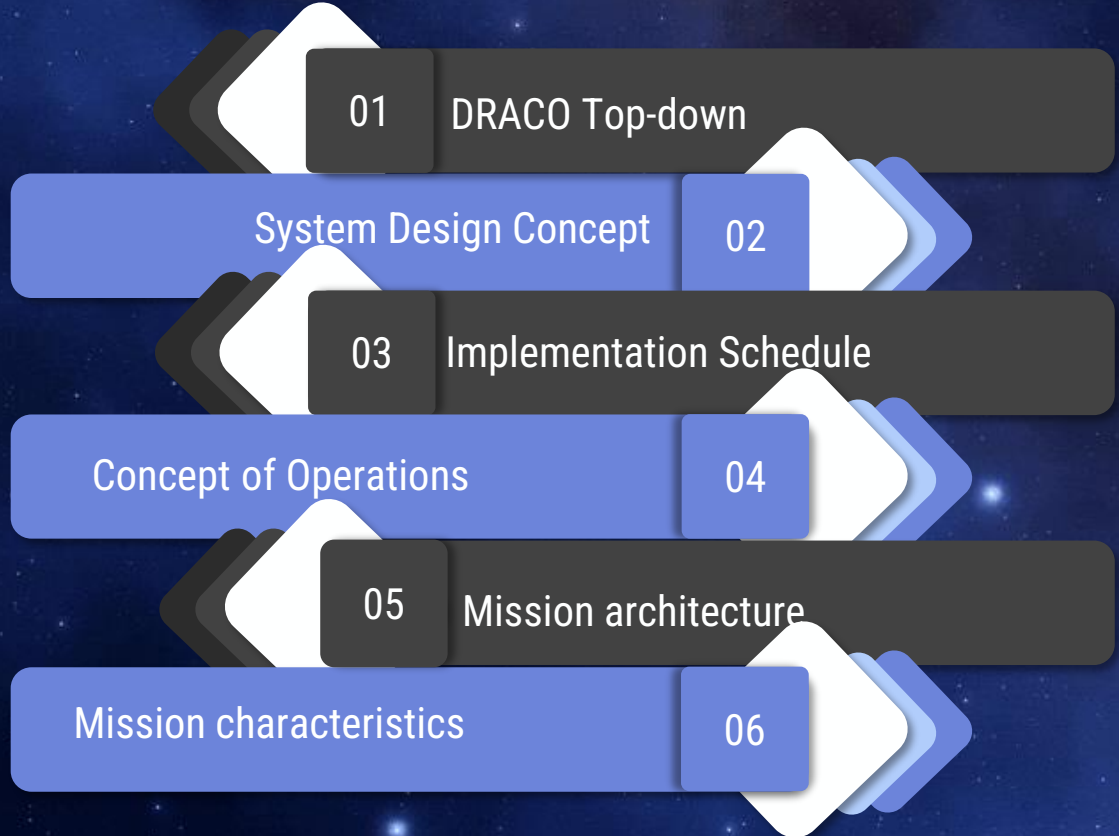 01 DRACO Top-down
System Design Concept 02
03 Implementation Schedule
Concept of Operations 04
05 Mission architecture
Mission characteristics 06